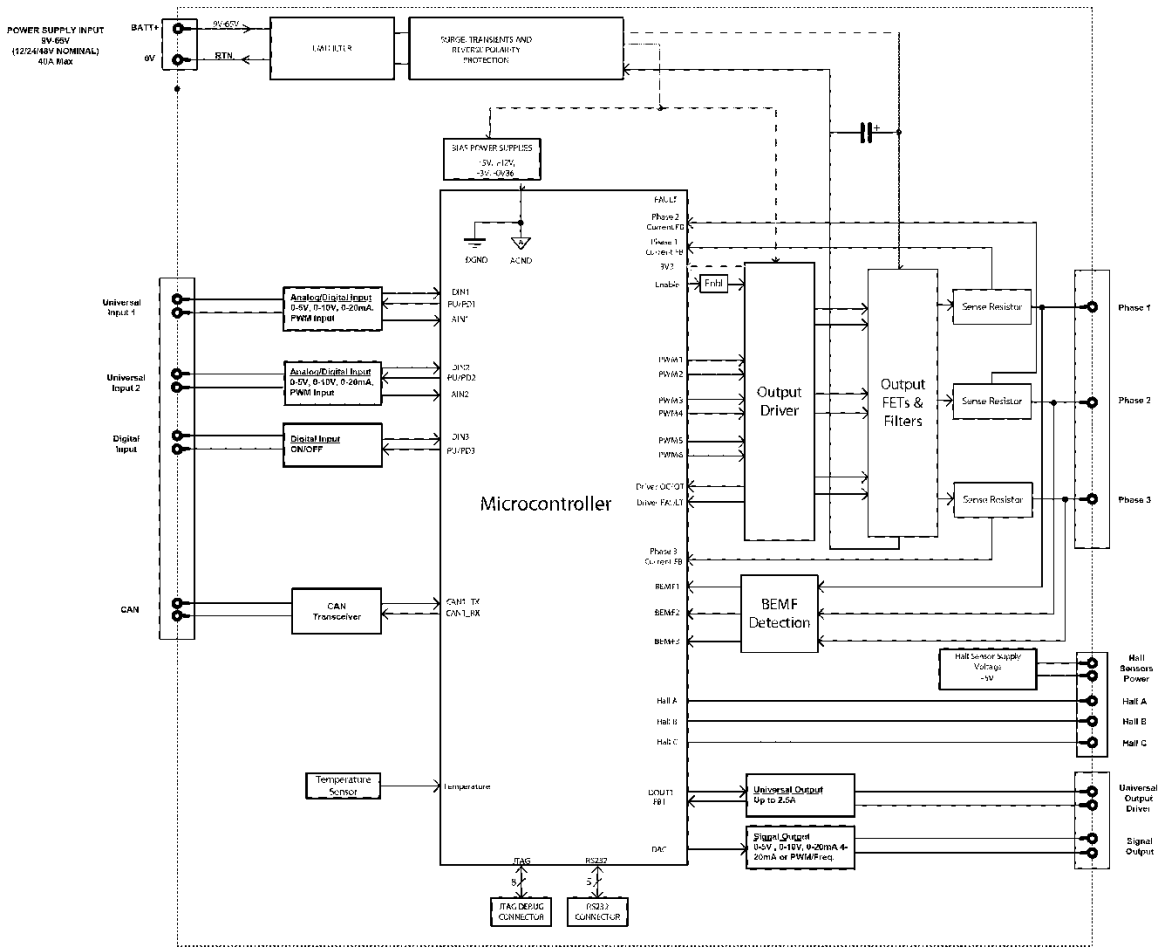 POWER SUPPLY INPUT
9V-65V
(12/24/48V NOMINAL)
40A Max
BATT+
0V
9V-65V
RTN
SURGE, TRANSIENTS AND
REVERSE POLARITY
PROTECTION
BIAS POWER SUPPLIES
DGND
AGND
Microcontroller
FAULT
Phase 2
Current FB
Phase 1
Current FB
3V3
Enable
Enbl
Universal
Input 1
Analog/Digital Input
0-5V, 0-10V, 0-20mA,
PWM Input
DIN1
PU/PD1
AIN1
Universal
Input 2
Analog/Digital Input
0-5V, 0-10V, 0-20mA,
PWM Input
DIN2
PU/PD2
AIN2
Digital
Input
Digital Input
ON/OFF
DIN3
PU/PD3
PWM1
PWM2
PWM3
PWM4
PWM5
PWM6
Driver OC/OT
Driver FAULT
Output
Driver
Output
FETs &
Filters
Sense Resistor
Sense Resistor
Sense Resistor
Phase 1
Phase 2
Phase 3
Phase 3
Current FB
CAN
CAN
Transceiver
CAN1_TX
CAN1_RX
BEMF1
BEMF2
BEMF3
BEMF
Detection
Hall Sensor Supply
Voltage
Hall
Sensors
Power
Hall A
Hall B
Hall C
Hall A
Hall B
Hall C
Temperature
Sensor
Temperature
DOUT1
FB1
Universal Output
Up to 2.5A
Universal
Output
Driver
DAC
Signal Output
0-5V, 0-10V, 0-20mA 4-
20mA or PWM/Freq.
Signal
Output
JTAG
RS232
8
5
JTAG DEBUG
CONNECTOR
RS232
CONNECTOR